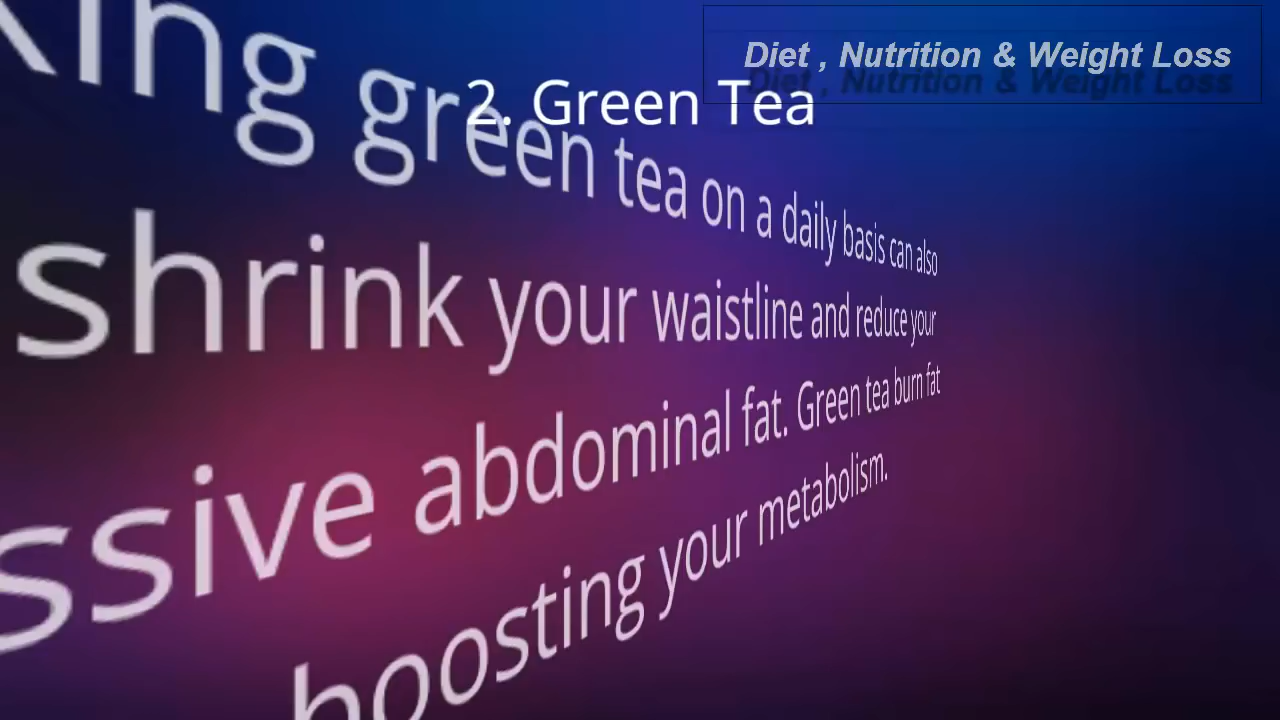 Diet , Nutrition & Weight Loss
2. Green Tea
green tea on a daily basis can also
shrink your waistline and reduce your
abdominal fat. Green tea burn fat
boosting your metabolism.